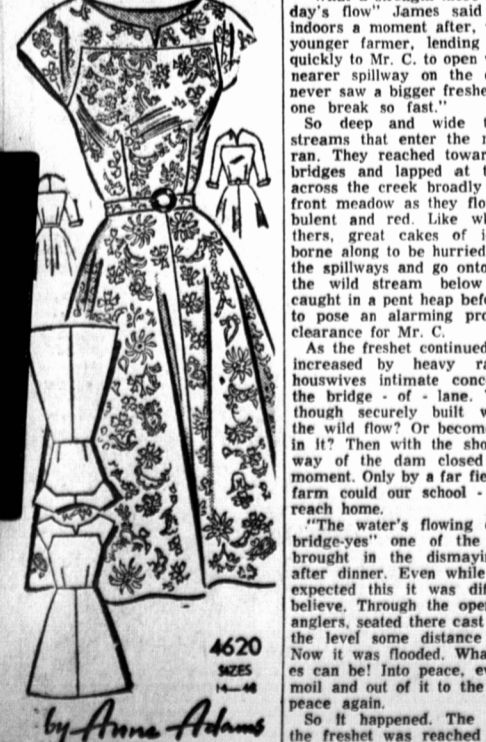 4620
SIZES
14-48
by Anne Adams
day's flow" James said
indoors a moment after,
younger farmer, lending
quickly to Mr. C. to open
nearer spillway on the
never saw a bigger freshe
one break so fast."
So deep and wide
streams that enter the
ran. They reached towar
bridges and lapped at
across the creek broadly
front meadow as they flo
bulent and red. Like w
thers, great cakes of i
borne along to be hurried
the spillways and go onto
the wild stream below
caught in a pent heap bef
to pose an alarming pro
clearance for Mr. C.
As the freshet continued
increased by heavy ra
houswives intimate conc
the bridge - of - lane.
though securely built w
the wild flow? Or becom
in it? Then with the sho
way of the dam closed
moment. Only by a far fie
farm could our school -
reach home.
"The water's flowing
bridge-yes" one of the
brought in the dismayin
after dinner. Even while
expected this it was dif
believe. Through the ope
anglers, seated there cast
the level some distance
Now it was flooded. Wha
es can be! Into peace, e
moil and out of it to the
peace again.
So It happened. The
the freshet was reached